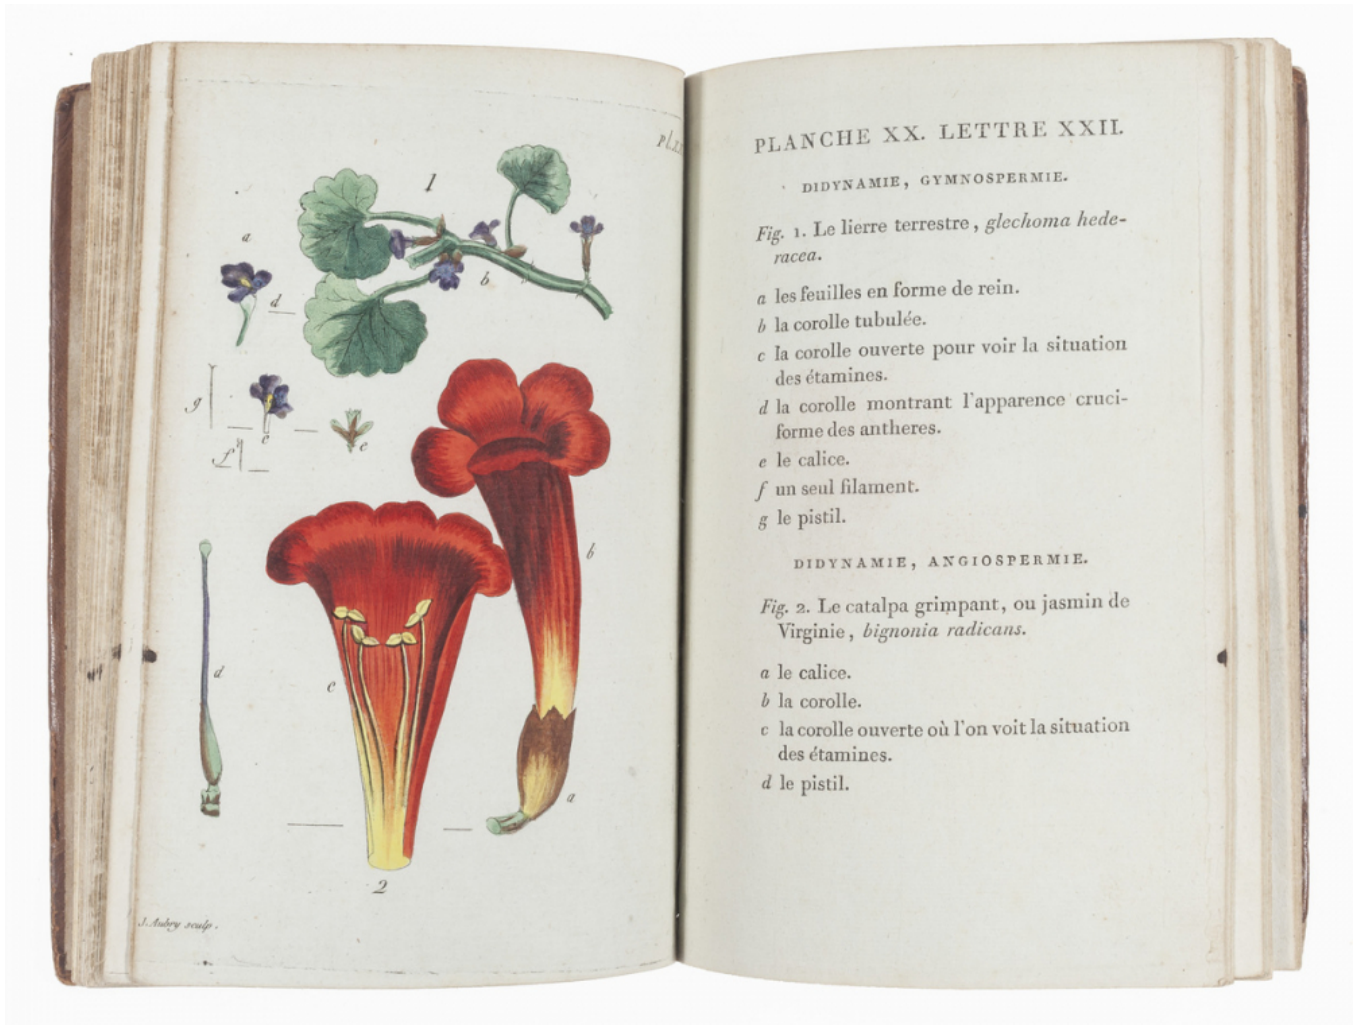 1
a
b
d
g
c
e
f
b
c
d
a
2
J. Aubry sculp.
PLANCHE XX. LETTRE XXII.
DIDYNAMIE, GYMNOSPERMIE.
Fig. 1. Le lierre terrestre, glechoma hede-
racea.
a les feuilles en forme de rein.
b la corolle tubulée.
c la corolle ouverte pour voir la situation
des étamines.
d la corolle montrant l'apparence cruci-
forme des antheres.
e le calice.
f un seul filament.
g le pistil.
DIDYNAMIE, ANGIOSPERMIE.
Fig. 2. Le catalpa grimpant, ou jasmin de
Virginie, bignonia radicans.
a le calice.
b la corolle.
c la corolle ouverte où l'on voit la situation
des étamines.
d le pistil.